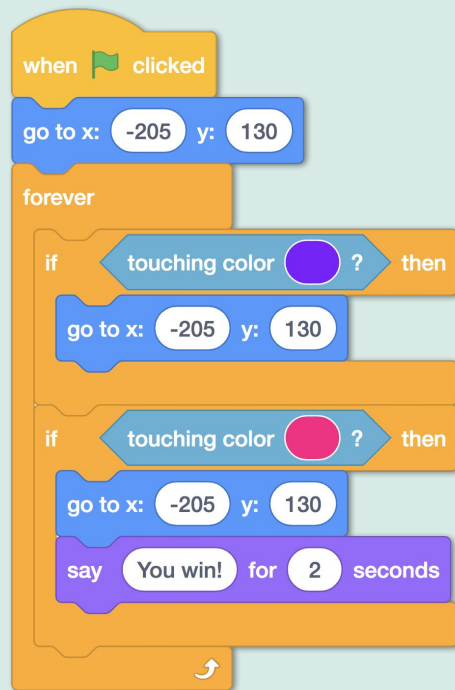 when clicked
go to x: -205 y: 130
forever
if touching color ? then
go to x: -205 y: 130
if touching color ? then
go to x: -205 y: 130
say You win! for 2 seconds